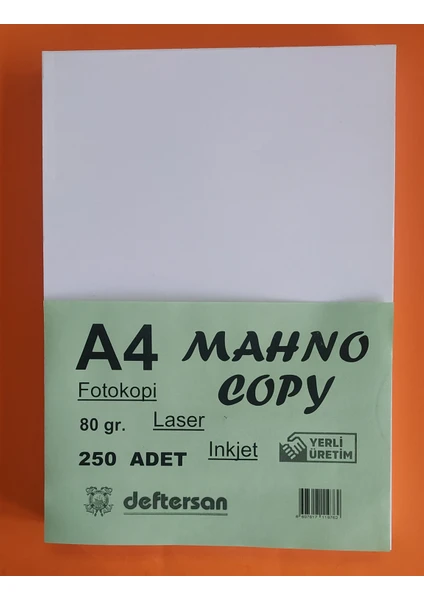 A4 MAHNO
COPY
Fotokopi
Laser
80 gr.
Inkjet
YERLİ
ÜRETİM
250 ADET
deftersan